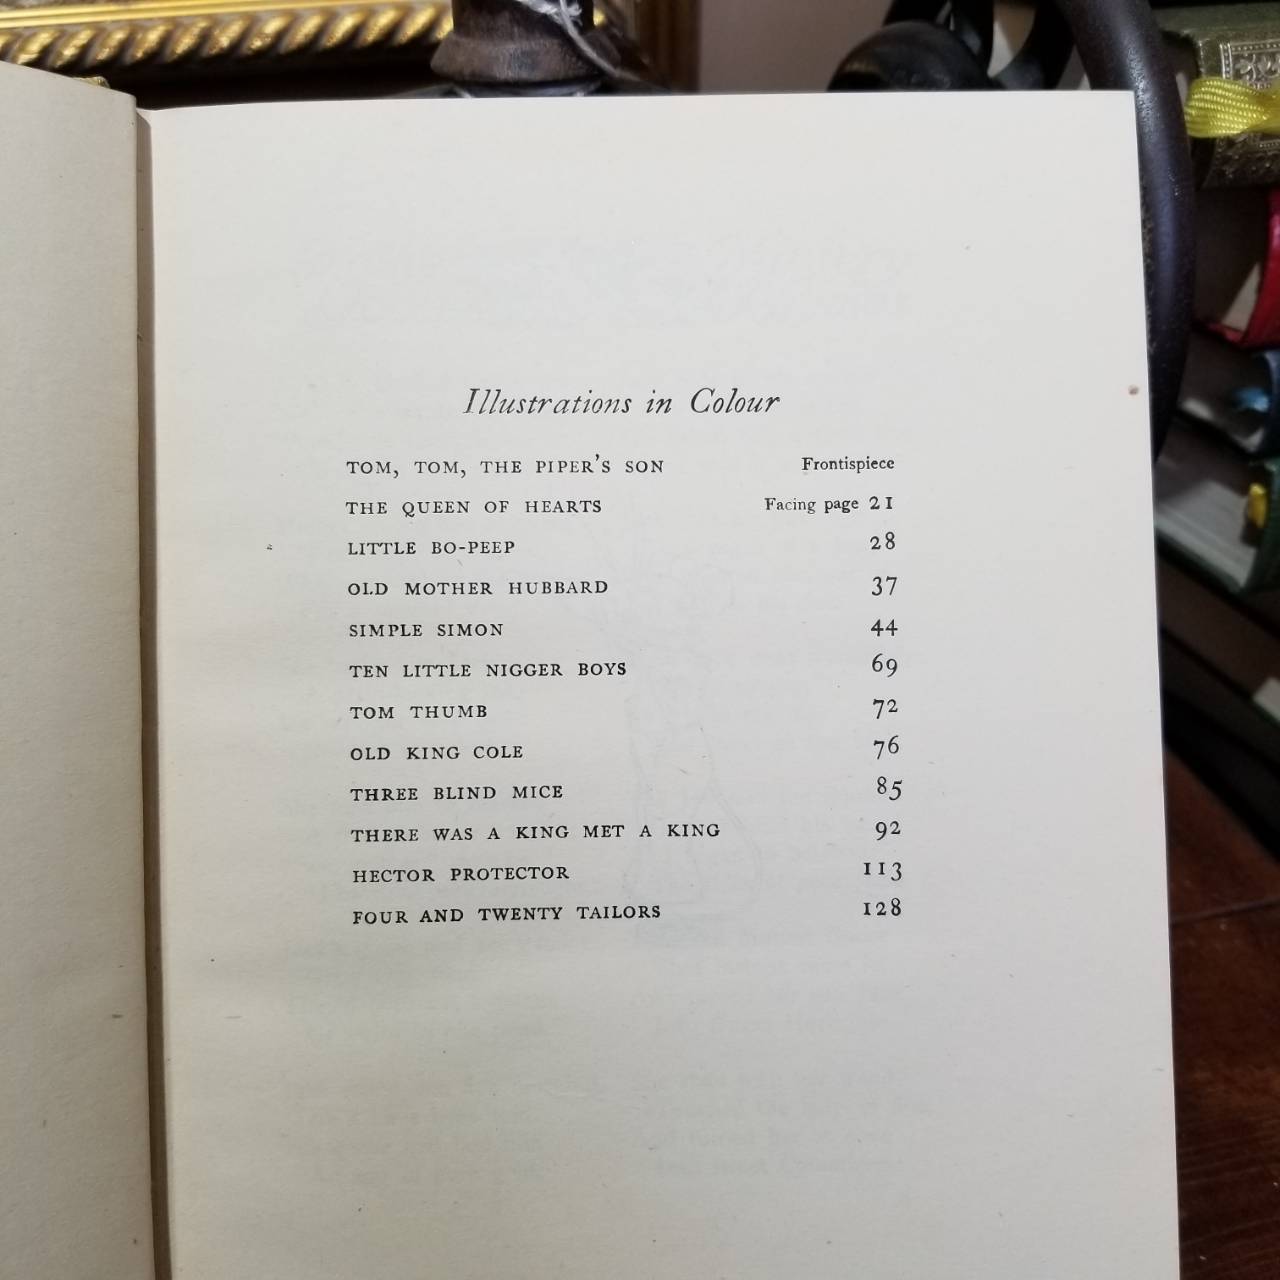 Illustrations in Colour
TOM, TOM, THE PIPER'S SON Frontispiece
THE QUEEN OF HEARTS Facing page 21
LITTLE BO-PEEP 28
OLD MOTHER HUBBARD 37
SIMPLE SIMON 44
TEN LITTLE NIGGER BOYS 69
TOM THUMB 72
OLD KING COLE 76
THREE BLIND MICE 85
THERE WAS A KING MET A KING 92
HECTOR PROTECTOR 113
FOUR AND TWENTY TAILORS 128